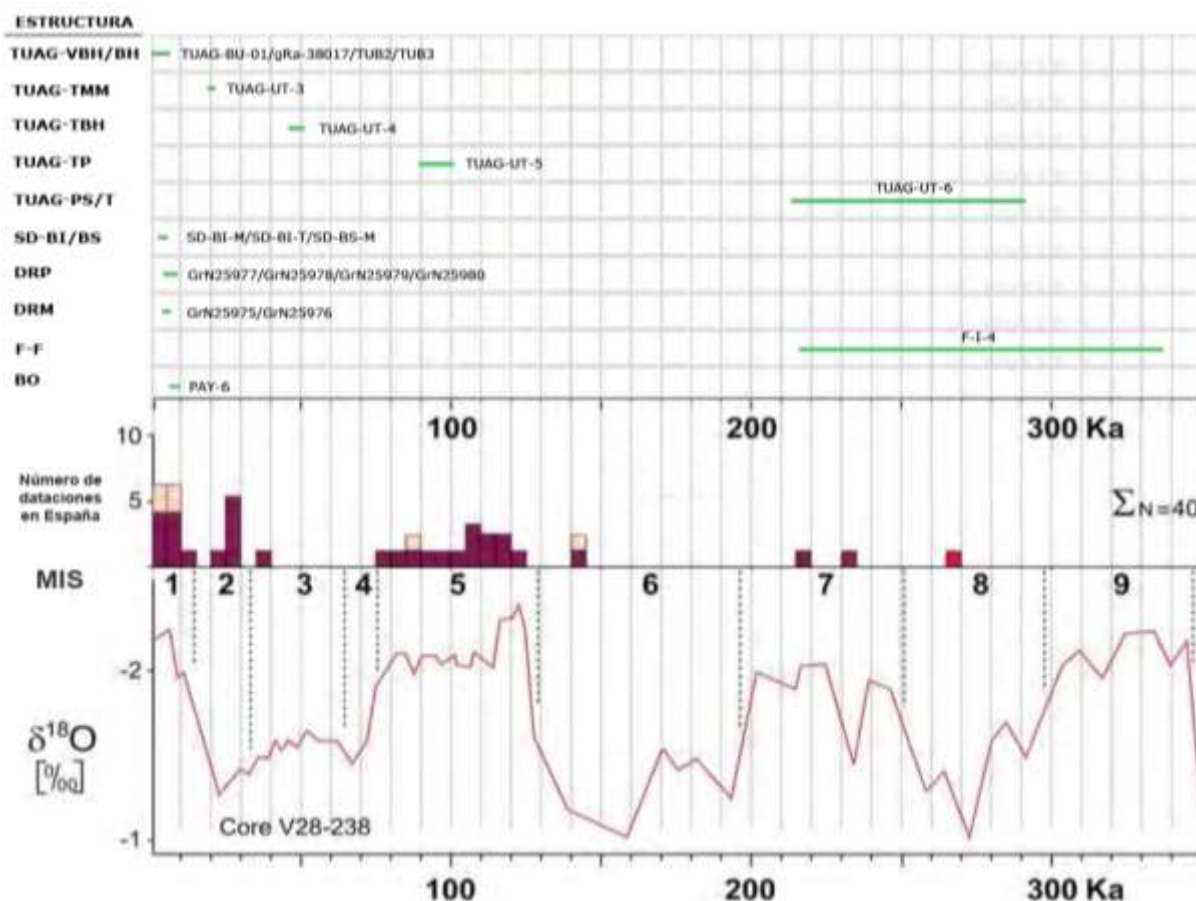 ESTRUCTURA
TUAG-VBH/BH TUAG-BU-01/gRa-38017/TUB2/TUB3
TUAG-TMM TUAG-UT-3
TUAG-TBH TUAG-UT-4
TUAG-TP TUAG-UT-5
TUAG-PS/T TUAG-UT-6
SD-BI/BS SD-BI-M/SD-BI-T/SD-BS-M
DRP GrN25977/GrN25978/GrN25979/GrN25980
DRM GrN25975/GrN25976
F-F F-I-4
BO PAY-6
100 200 300 Ka
10
Número de
dataciones
en España
5
ΣN=40
MIS 1 2 3 4 5 6 7 8 9
-2
δ18O
[‰]
Core V28-238
-1
100 200 300 Ka